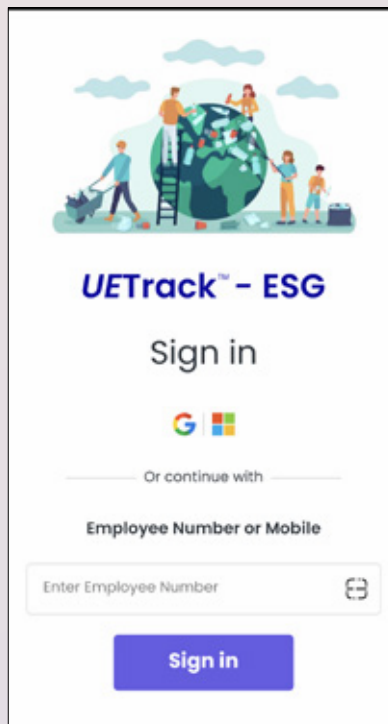 UETrack™ - ESG
Sign in
Or continue with
Employee Number or Mobile
Enter Employee Number
Sign in